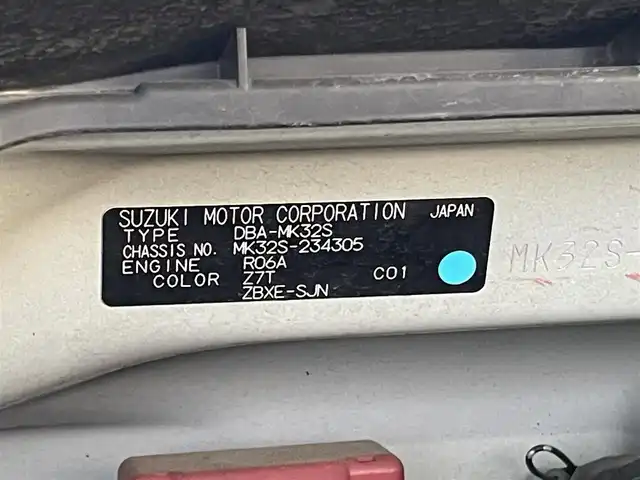 SUZUKI MOTOR CORPORATION JAPAN
TYPE DBA-MK32S
CHASSIS NO. MK32S-234305
ENGINE R06A
COLOR Z7T C01
ZBXE-SJN
MK32S-